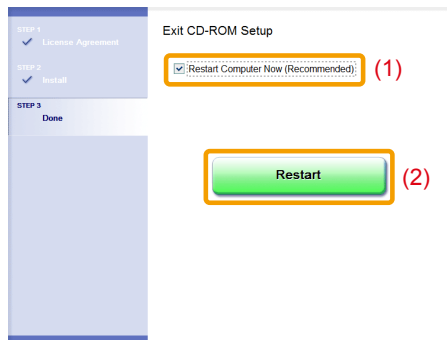 STEP 1
License Agreement
STEP 2
Install
STEP 3
Done
Exit CD-ROM Setup
Restart Computer Now (Recommended)
(1)
Restart
(2)